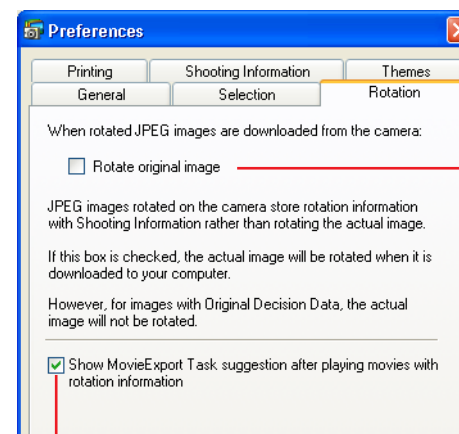 Preferences
Printing
Shooting Information
Themes
General
Selection
Rotation
When rotated JPEG images are downloaded from the camera:
Rotate original image
JPEG images rotated on the camera store rotation information
with Shooting Information rather than rotating the actual image.
If this box is checked, the actual image will be rotated when it is
downloaded to your computer.
However, for images with Original Decision Data, the actual
image will not be rotated.
Show MovieExport Task suggestion after playing movies with
rotation information